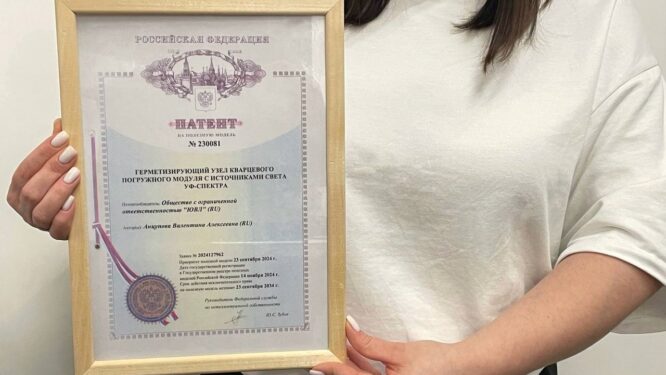 РОССИЙСКАЯ ФЕДЕРАЦИЯ
ПАТЕНТ
НА ПОЛЕЗНУЮ МОДЕЛЬ
№ 230081
ГЕРМЕТИЗИРУЮЩИЙ УЗЕЛ КВАРЦЕВОГО
ПОГРУЖНОГО МОДУЛЯ С ИСТОЧНИКАМИ СВЕТА
УФ-СПЕКТРА
Патентообладатель: Общество с ограниченной
ответственностью "ЮВЛ" (RU)
Валентина Алексеевна (RU)
Заявка № 2024127962
Приоритет полезной модели 23 сентября 2024 г.
Дата государственной регистрации
в Государственном реестре полезных
моделей Российской Федерации 14 ноября 2024 г.
Срок действия исключительного права
на полезную модель истекает 23 сентября 2034 г.
Руководитель Федеральной службы
по интеллектуальной собственности
Ю.С. Зубов